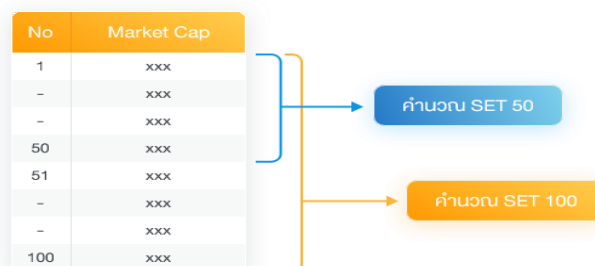 No Market Cap
1 xxx
- xxx
- xxx
50 xxx
51 xxx
- xxx
- xxx
100 xxx
คำนวณ SET 50
คำนวณ SET 100